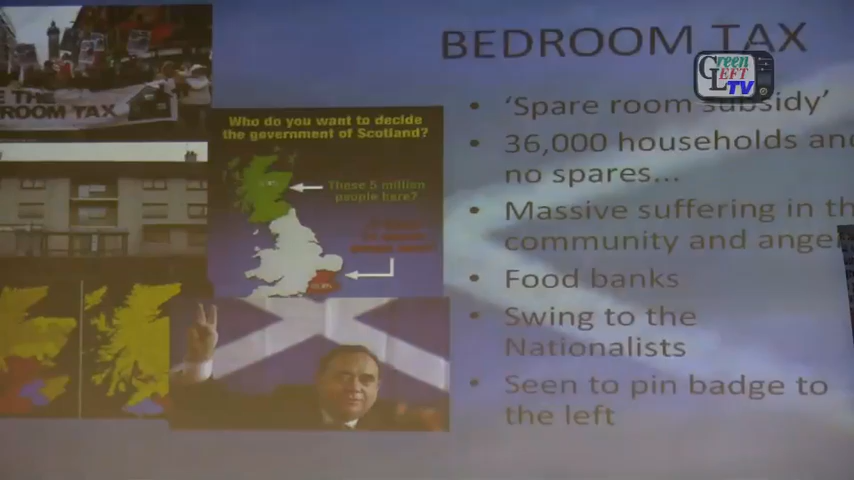 BEDROOM TAX
Green
LEFT
TV
• 'Spare room subsidy'
• 36,000 households and
no spares...
• Massive suffering in th
community and anger
• Food banks
• Swing to the
Nationalists
• Seen to pin badge to
the left
E THE
ROOM TAX
Who do you want to decide
the government of Scotland?
These 5 million
people here?